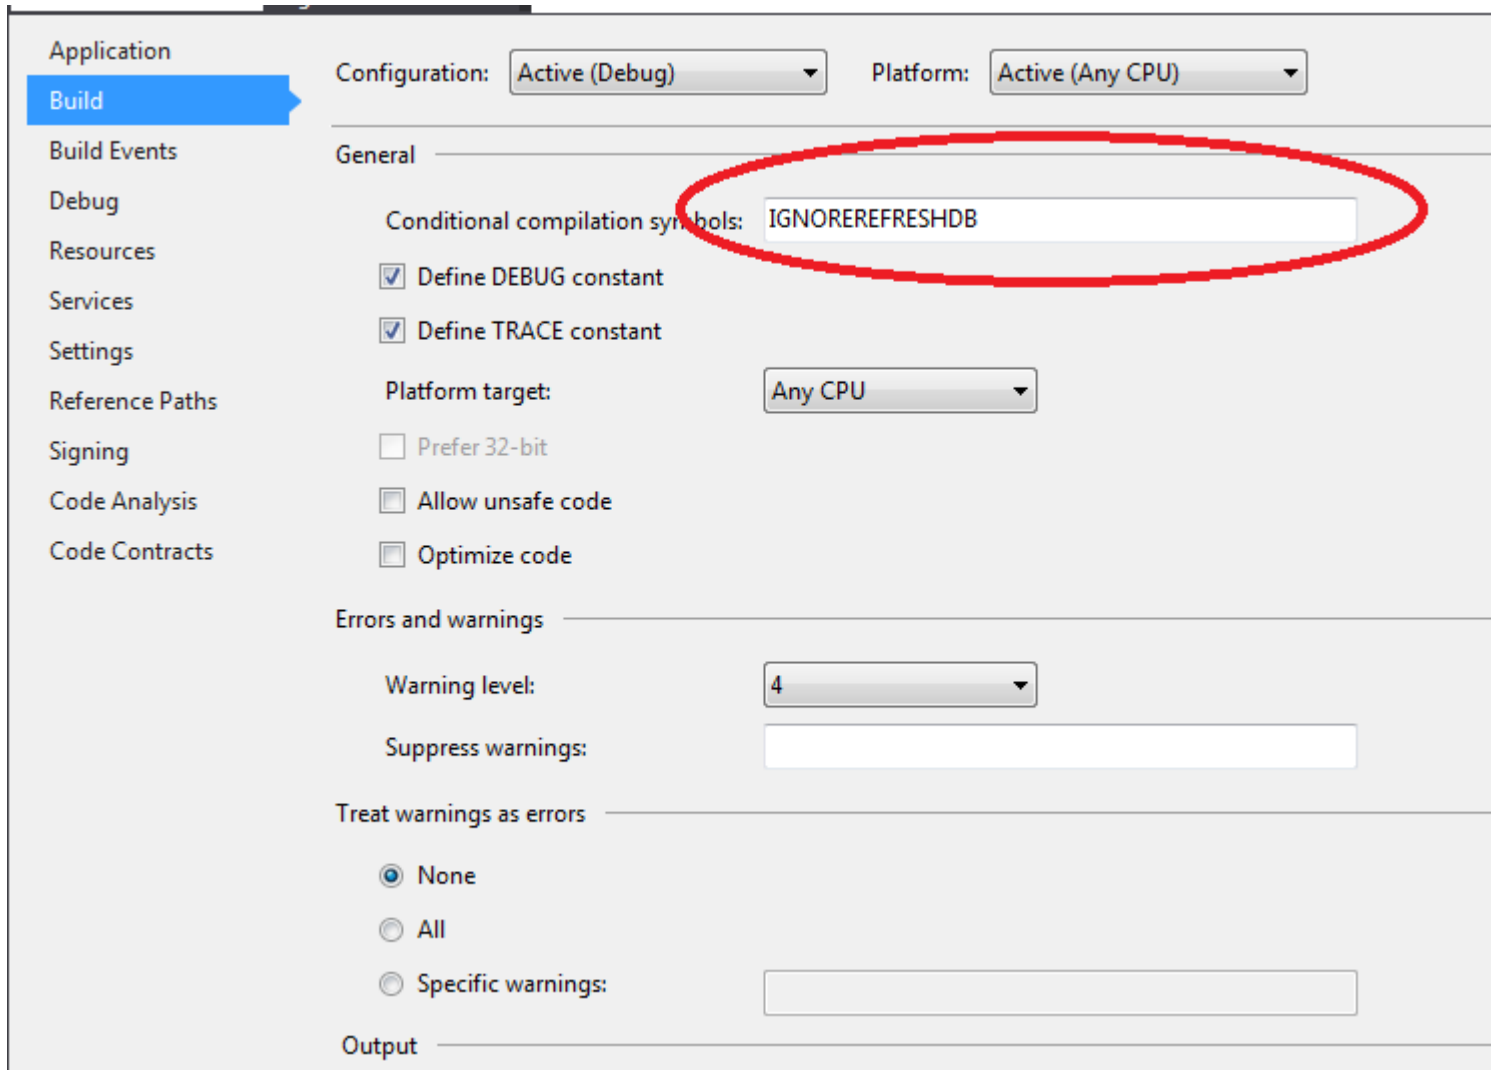 Application
Build
Build Events
Debug
Resources
Services
Settings
Reference Paths
Signing
Code Analysis
Code Contracts
Configuration: Active (Debug) Platform: Active (Any CPU)
General
Conditional compilation symbols: IGNOREREFRESHDB
Define DEBUG constant
Define TRACE constant
Platform target: Any CPU
Prefer 32-bit
Allow unsafe code
Optimize code
Errors and warnings
Warning level: 4
Suppress warnings:
Treat warnings as errors
None
All
Specific warnings:
Output